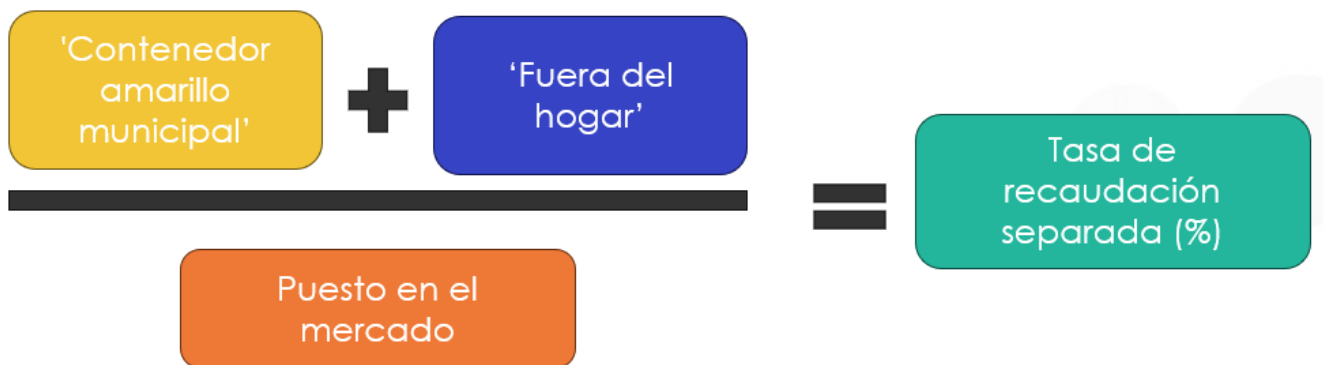 'Contenedor
amarillo
municipal’
‘Fuera del
hogar’
Puesto en el
mercado
Tasa de
recaudación
separada (%)